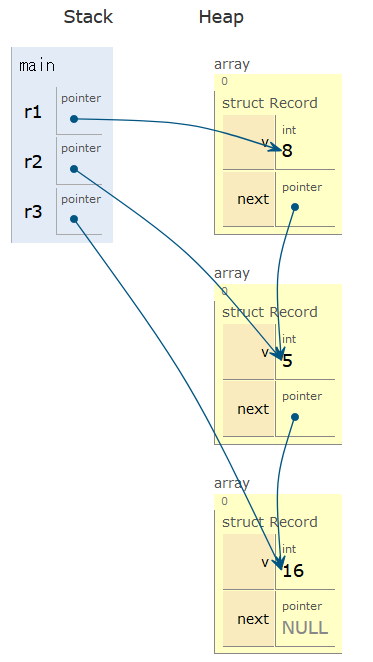 Stack Heap
main
r1 pointer
r2 pointer
r3 pointer
array
0
struct Record
v int
8
next pointer
array
0
struct Record
v int
5
next pointer
array
0
struct Record
v int
16
next pointer
NULL